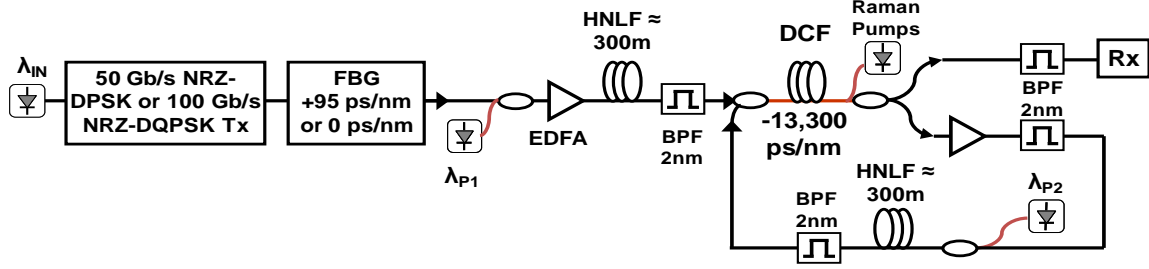 λIN
50 Gb/s NRZ-
DPSK or 100 Gb/s
NRZ-DQPSK Tx
FBG
+95 ps/nm
or 0 ps/nm
λP1
EDFA
HNLF ≈
300m
BPF
2nm
DCF
-13,300
ps/nm
Raman
Pumps
BPF
2nm
Rx
λP2
HNLF ≈
300m
BPF
2nm